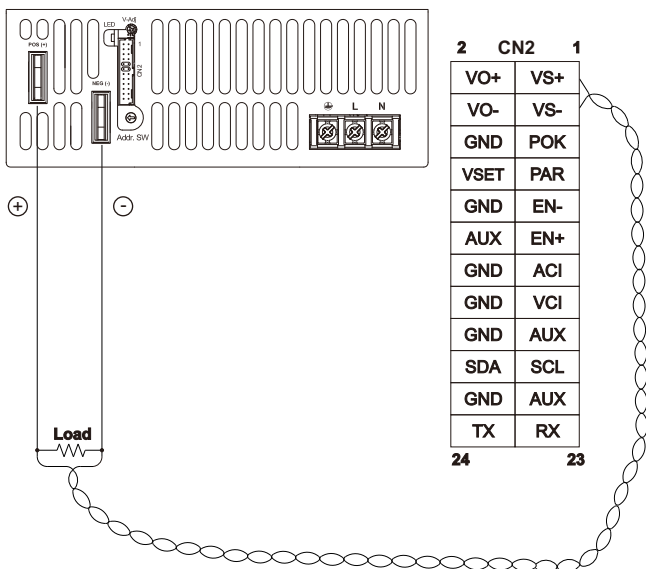 LED
V-Adj
POS (+)
1
CN2
NEG (-)
Addr. SW
L N
+ -
Load
2 CN2 1
VO+ VS+
VO- VS-
GND POK
VSET PAR
GND EN-
AUX EN+
GND ACI
GND VCI
GND AUX
SDA SCL
GND AUX
TX RX
24 23